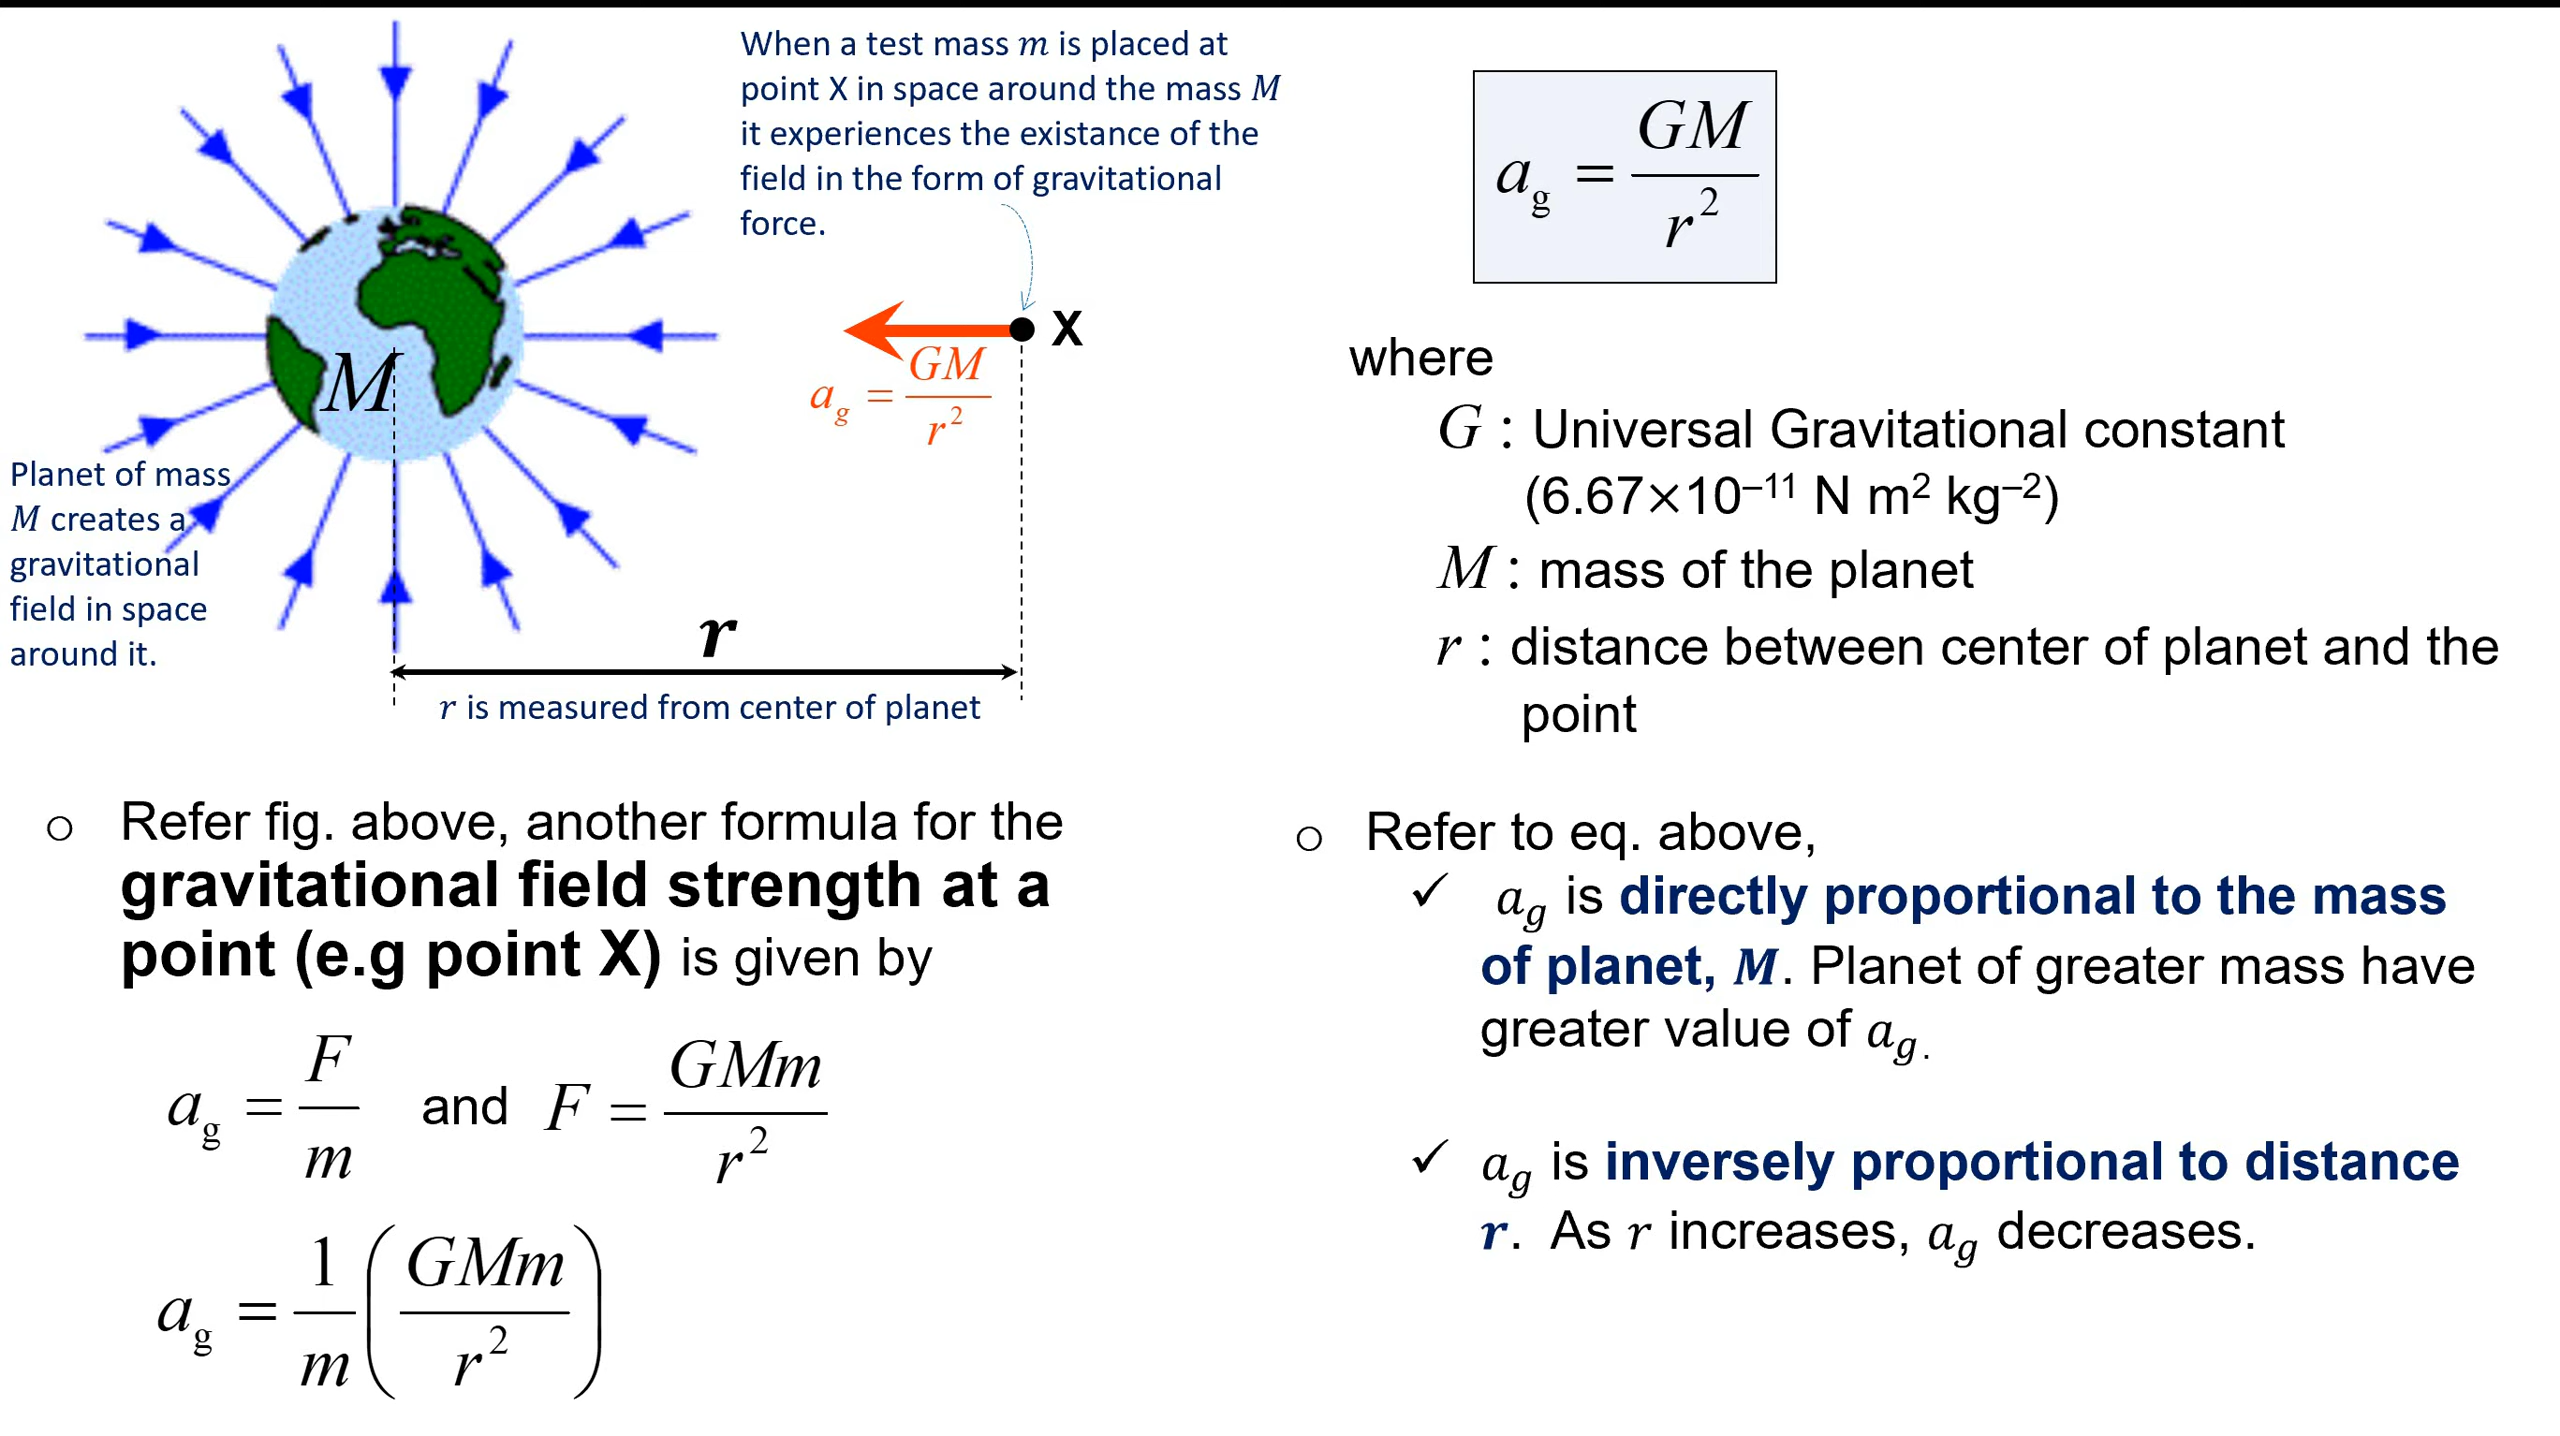 When a test mass m is placed at
point X in space around the mass M
it experiences the existance of the
field in the form of gravitational
force.
X
a_g = GM / r²
M
Planet of mass
M creates a
gravitational
field in space
around it.
r
r is measured from center of planet
○ Refer fig. above, another formula for the
gravitational field strength at a
point (e.g point X) is given by
a_g = F / m and F = GMm / r²
a_g = 1 / m (GMm / r²)
a_g = GM / r²
where
G : Universal Gravitational constant
(6.67×10⁻¹¹ N m² kg⁻²)
M : mass of the planet
r : distance between center of planet and the
point
○ Refer to eq. above,
✓ a_g is directly proportional to the mass
of planet, M. Planet of greater mass have
greater value of a_g.
✓ a_g is inversely proportional to distance
r. As r increases, a_g decreases.